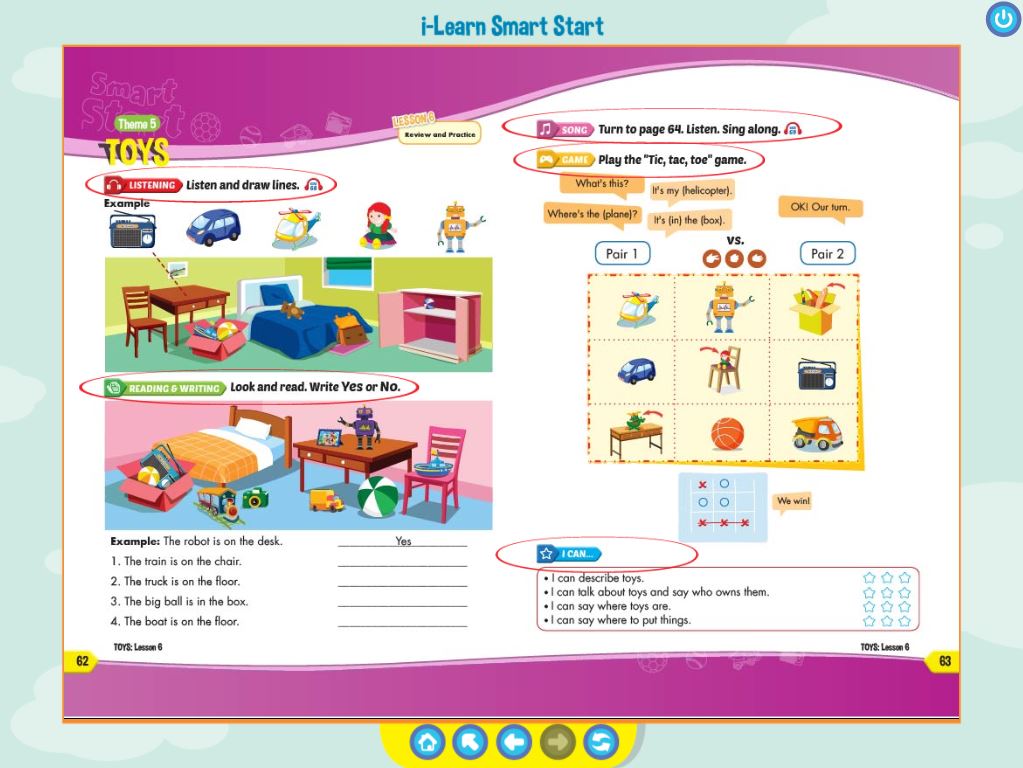 i-Learn Smart Start
Smart
Start
Theme 5
TOYS
LESSON 6
Review and Practice
LISTENING Listen and draw lines.
Example
READING & WRITING Look and read. Write Yes or No.
Example: The robot is on the desk. Yes
1. The train is on the chair.
2. The truck is on the floor.
3. The big ball is in the box.
4. The boat is on the floor.
TOYS: Lesson 6
62
SONG Turn to page 64. Listen. Sing along.
GAME Play the "Tic, tac, toe" game.
What's this?
It's my (helicopter).
Where's the (plane)?
It's (in) the (box).
OK! Our turn.
Pair 1
vs.
Pair 2
We win!
I CAN...
• I can describe toys.
• I can talk about toys and say who owns them.
• I can say where toys are.
• I can say where to put things.
TOYS: Lesson 6
63